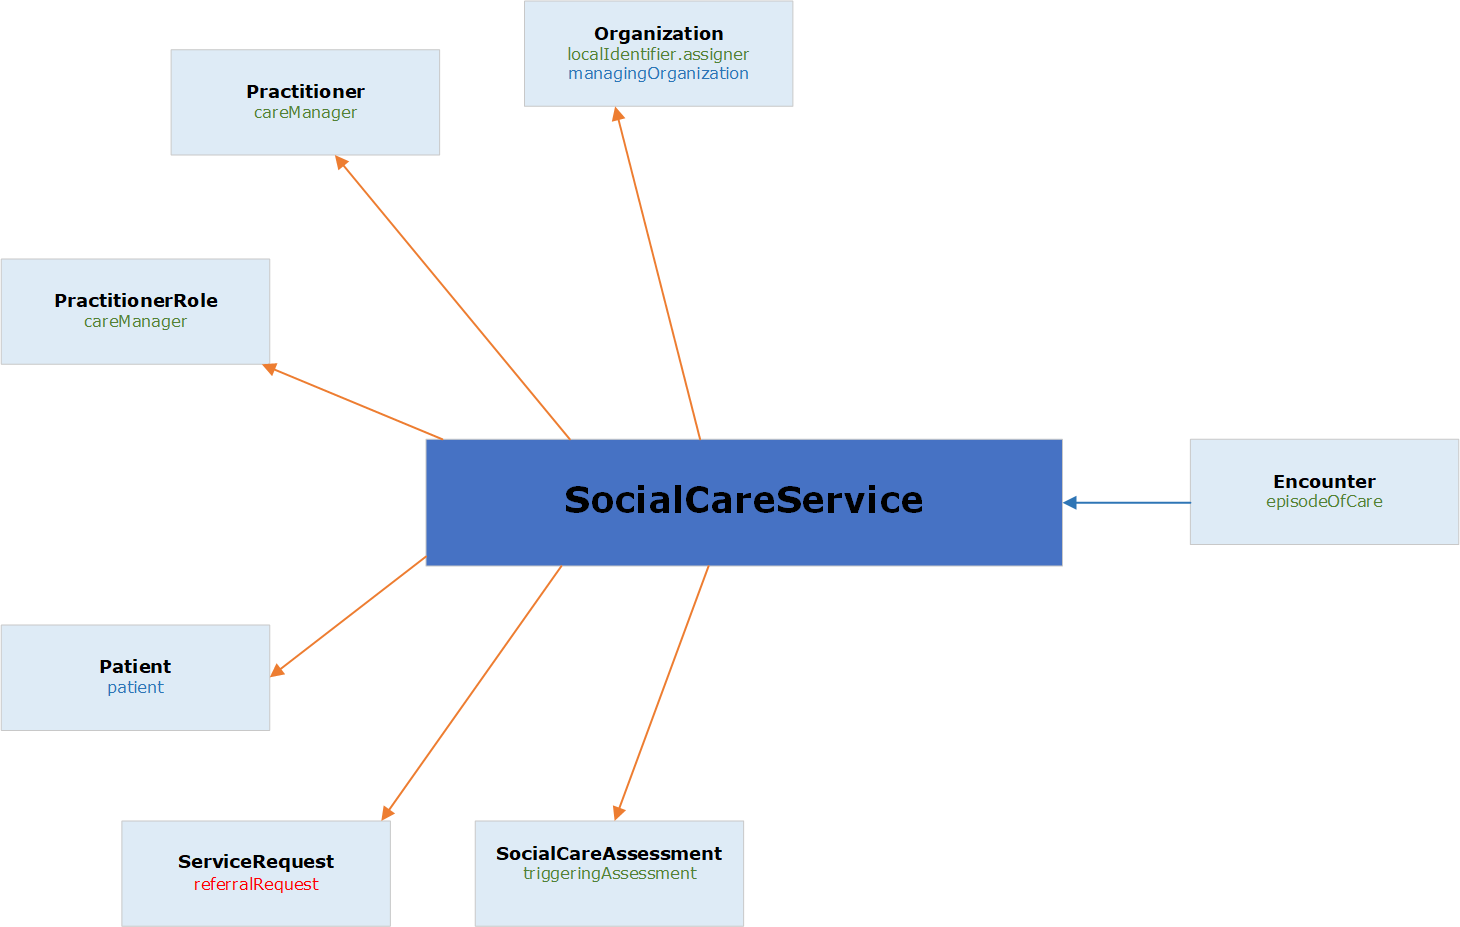 Organization
localIdentifier.assigner
managingOrganization
Practitioner
careManager
PractitionerRole
careManager
SocialCareService
Encounter
episodeOfCare
Patient
patient
ServiceRequest
referralRequest
SocialCareAssessment
triggeringAssessment